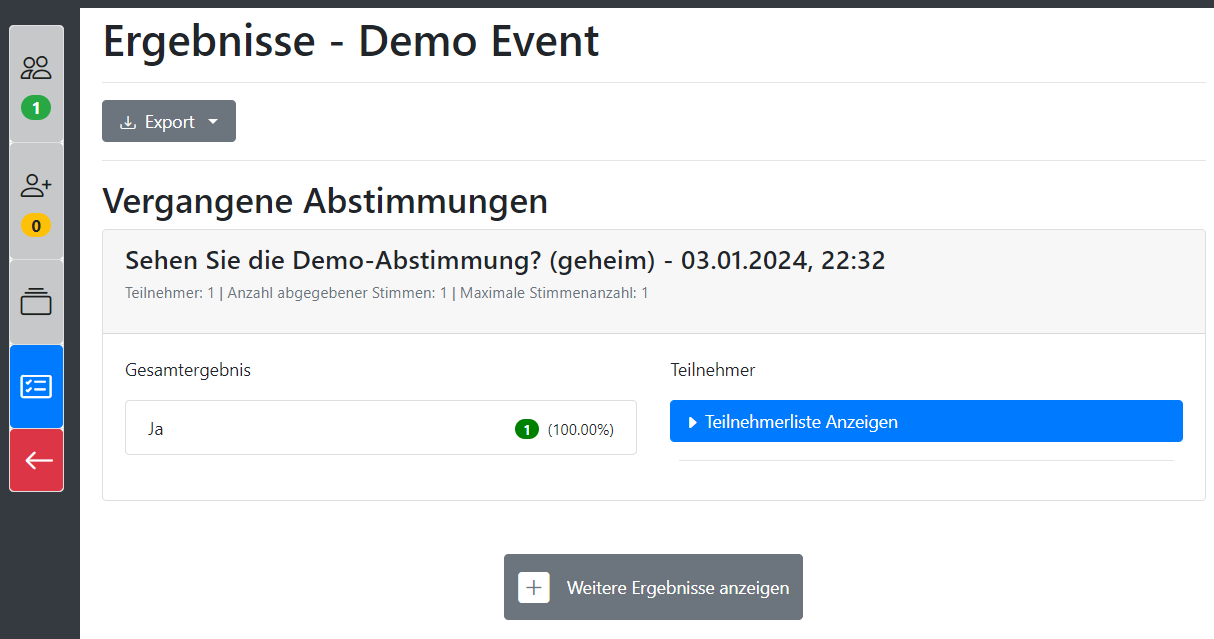 Ergebnisse - Demo Event
1
Export
0
Vergangene Abstimmungen
Sehen Sie die Demo-Abstimmung? (geheim) - 03.01.2024, 22:32
Teilnehmer: 1 | Anzahl abgegebener Stimmen: 1 | Maximale Stimmenanzahl: 1
Gesamtergebnis
Ja 1 (100.00%)
Teilnehmer
Teilnehmerliste Anzeigen
Weitere Ergebnisse anzeigen